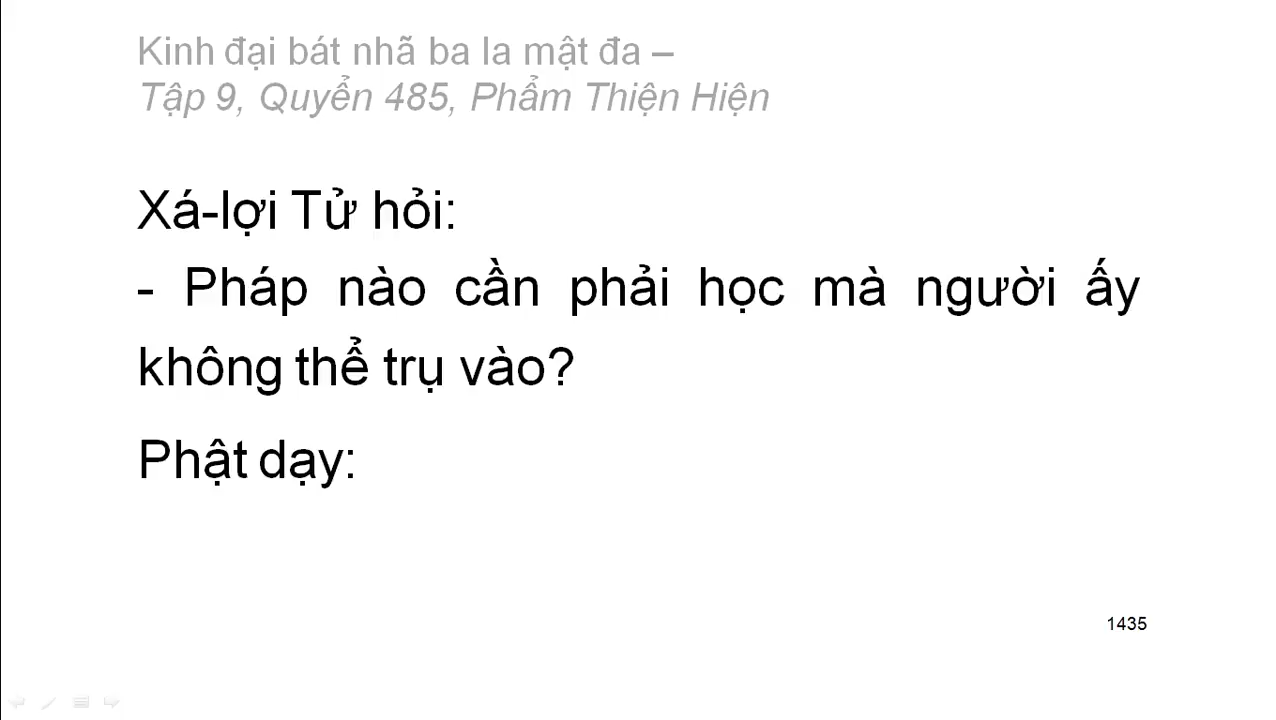 Kinh đại bát nhã ba la mật đa –
Tập 9, Quyển 485, Phẩm Thiện Hiện
Xá-lợi Tử hỏi:
- Pháp nào cần phải học mà người ấy
không thể trụ vào?
Phật dạy:
1435